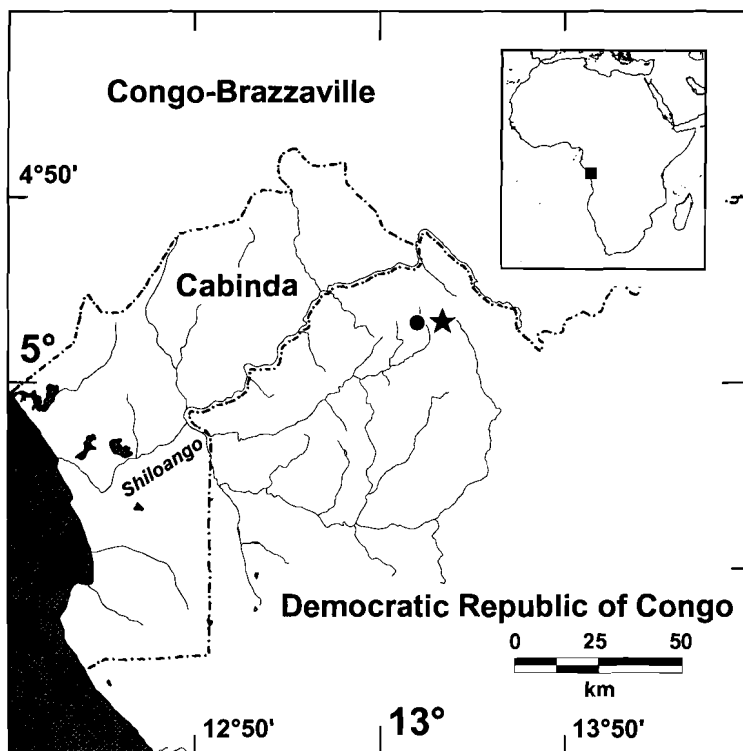 Congo-Brazzaville
4°50'
Cabinda
5°
Shiloango
Democratic Republic of Congo
0 25 50
km
12°50' 13° 13°50'